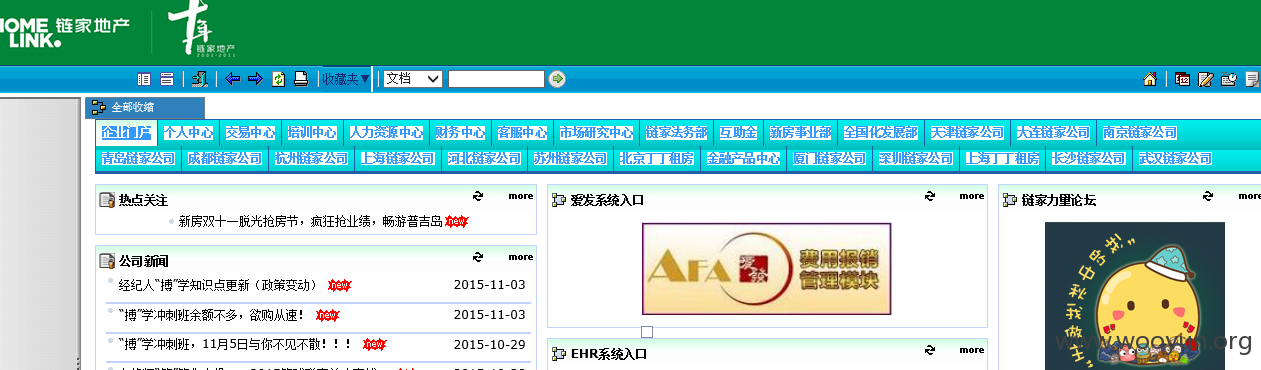 HOME 链家地产
LINK.
十年
链家地产
2001-2011
收藏夹▼
文档
全部收缩
企业门户 个人中心 交易中心 培训中心 人力资源中心 财务中心 客服中心 市场研究中心 链家法务部 互助金 新房事业部 全国化发展部 天津链家公司 大连链家公司 南京链家公司
青岛链家公司 成都链家公司 杭州链家公司 上海链家公司 河北链家公司 苏州链家公司 北京丁丁租房 金融产品中心 厦门链家公司 深圳链家公司 上海丁丁租房 长沙链家公司 武汉链家公司
热点关注 more
新房双十一脱光抢房节，疯狂抢业绩，畅游普吉岛 new
公司新闻 more
经纪人“搏”学知识点更新（政策变动） new 2015-11-03
“搏”学冲刺班余额不多，欲购从速！ new 2015-11-03
“搏”学冲刺班，11月5日与你不见不散！！！ new 2015-10-29
爱发系统入口 more
AFA 爱发 费用报销
管理模块
EHR系统入口 more
链家力量论坛 more
www.wooyun.org